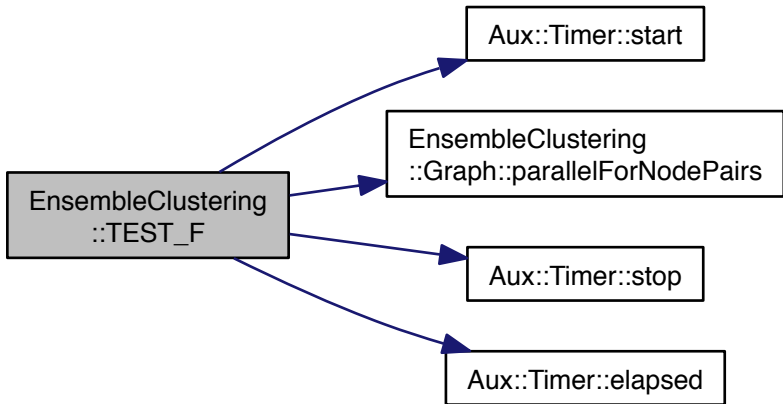 Aux::Timer::start
EnsembleClustering
::Graph::parallelForNodePairs
EnsembleClustering
::TEST_F
Aux::Timer::stop
Aux::Timer::elapsed